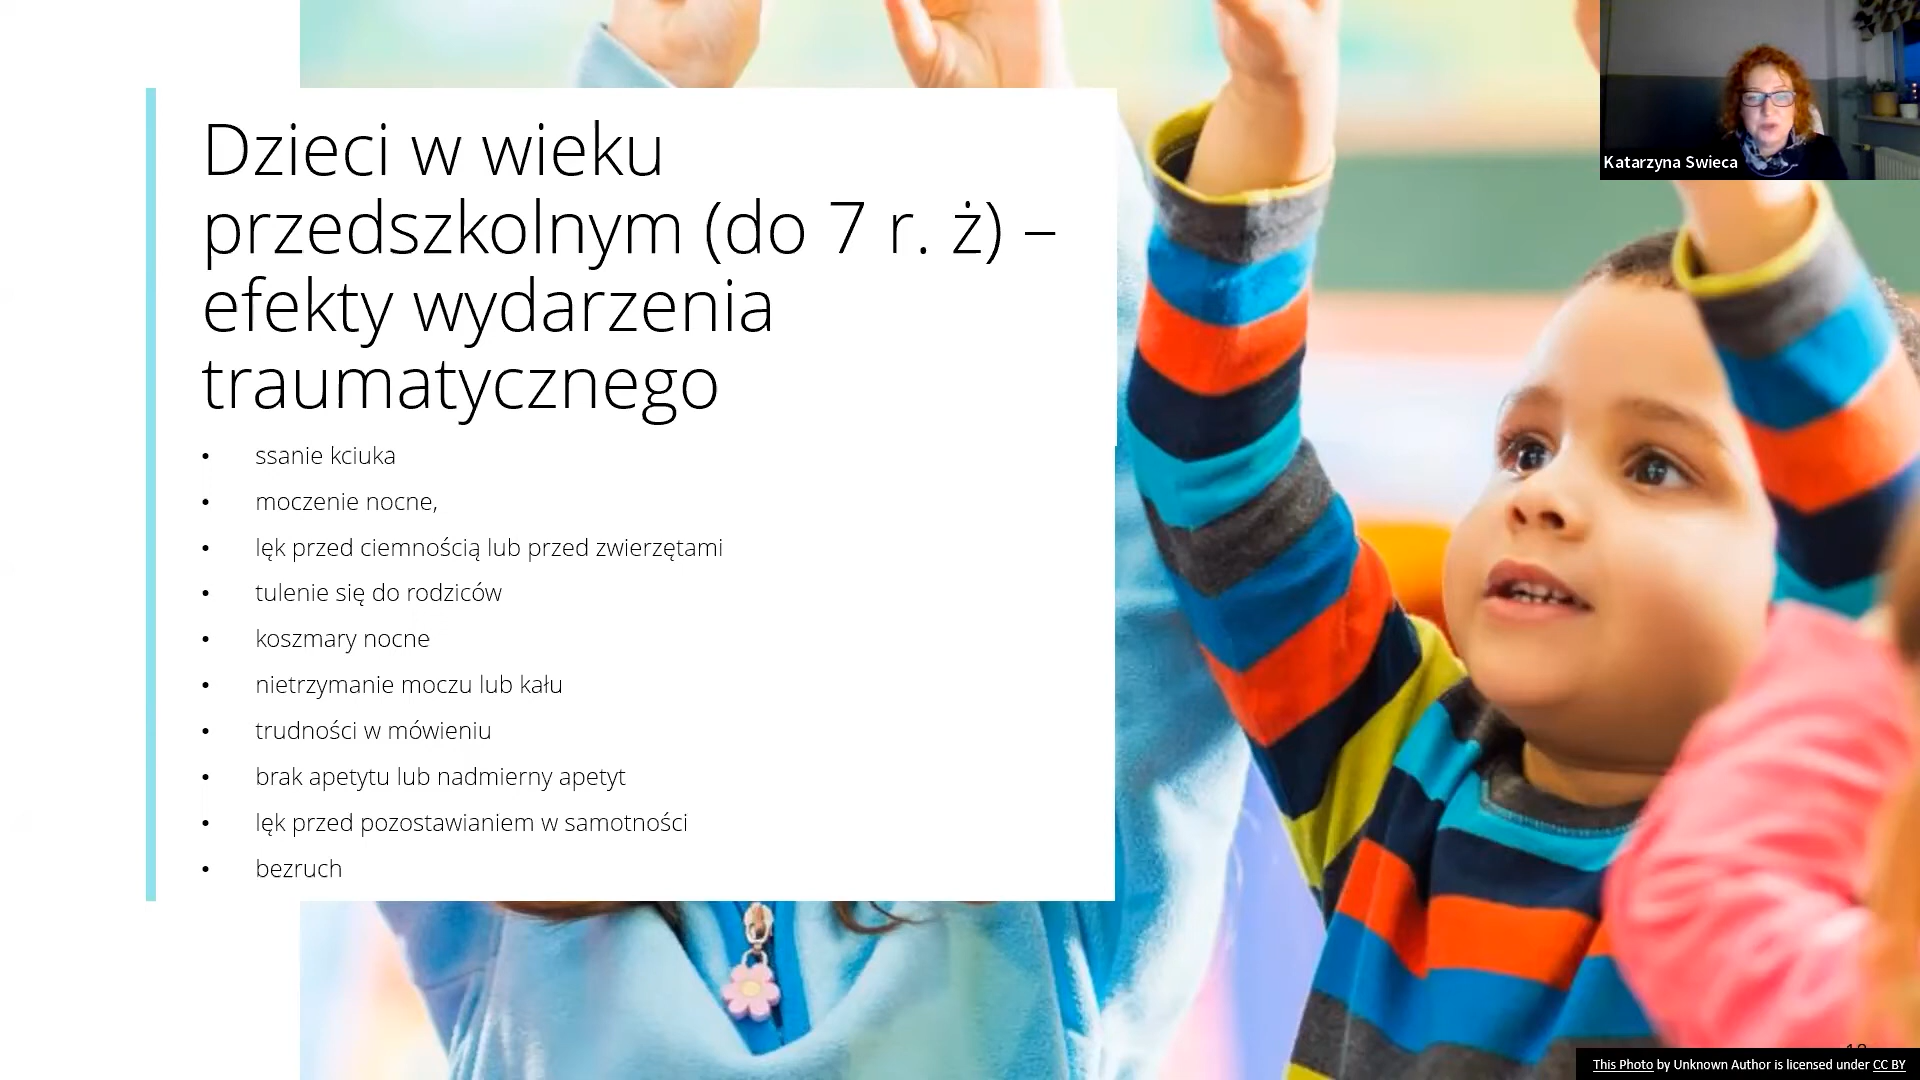 Dzieci w wieku
przedszkolnym (do 7 r. ż) –
efekty wydarzenia
traumatycznego
• ssanie kciuka
• moczenie nocne,
• lęk przed ciemnością lub przed zwierzętami
• tulenie się do rodziców
• koszmary nocne
• nietrzymanie moczu lub kału
• trudności w mówieniu
• brak apetytu lub nadmierny apetyt
• lęk przed pozostawianiem w samotności
• bezruch
Katarzyna Swieca
This Photo by Unknown Author is licensed under CC BY